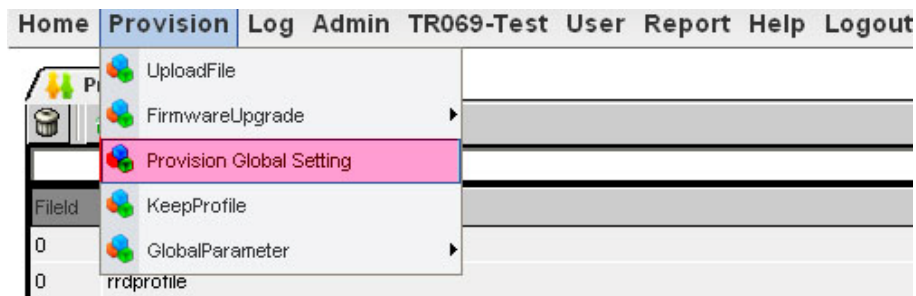 Home Provision Log Admin TR069-Test User Report Help Logout
UploadFile
FirmwareUpgrade
Provision Global Setting
FileId
KeepProfile
0
GlobalParameter
0 rrdprofile